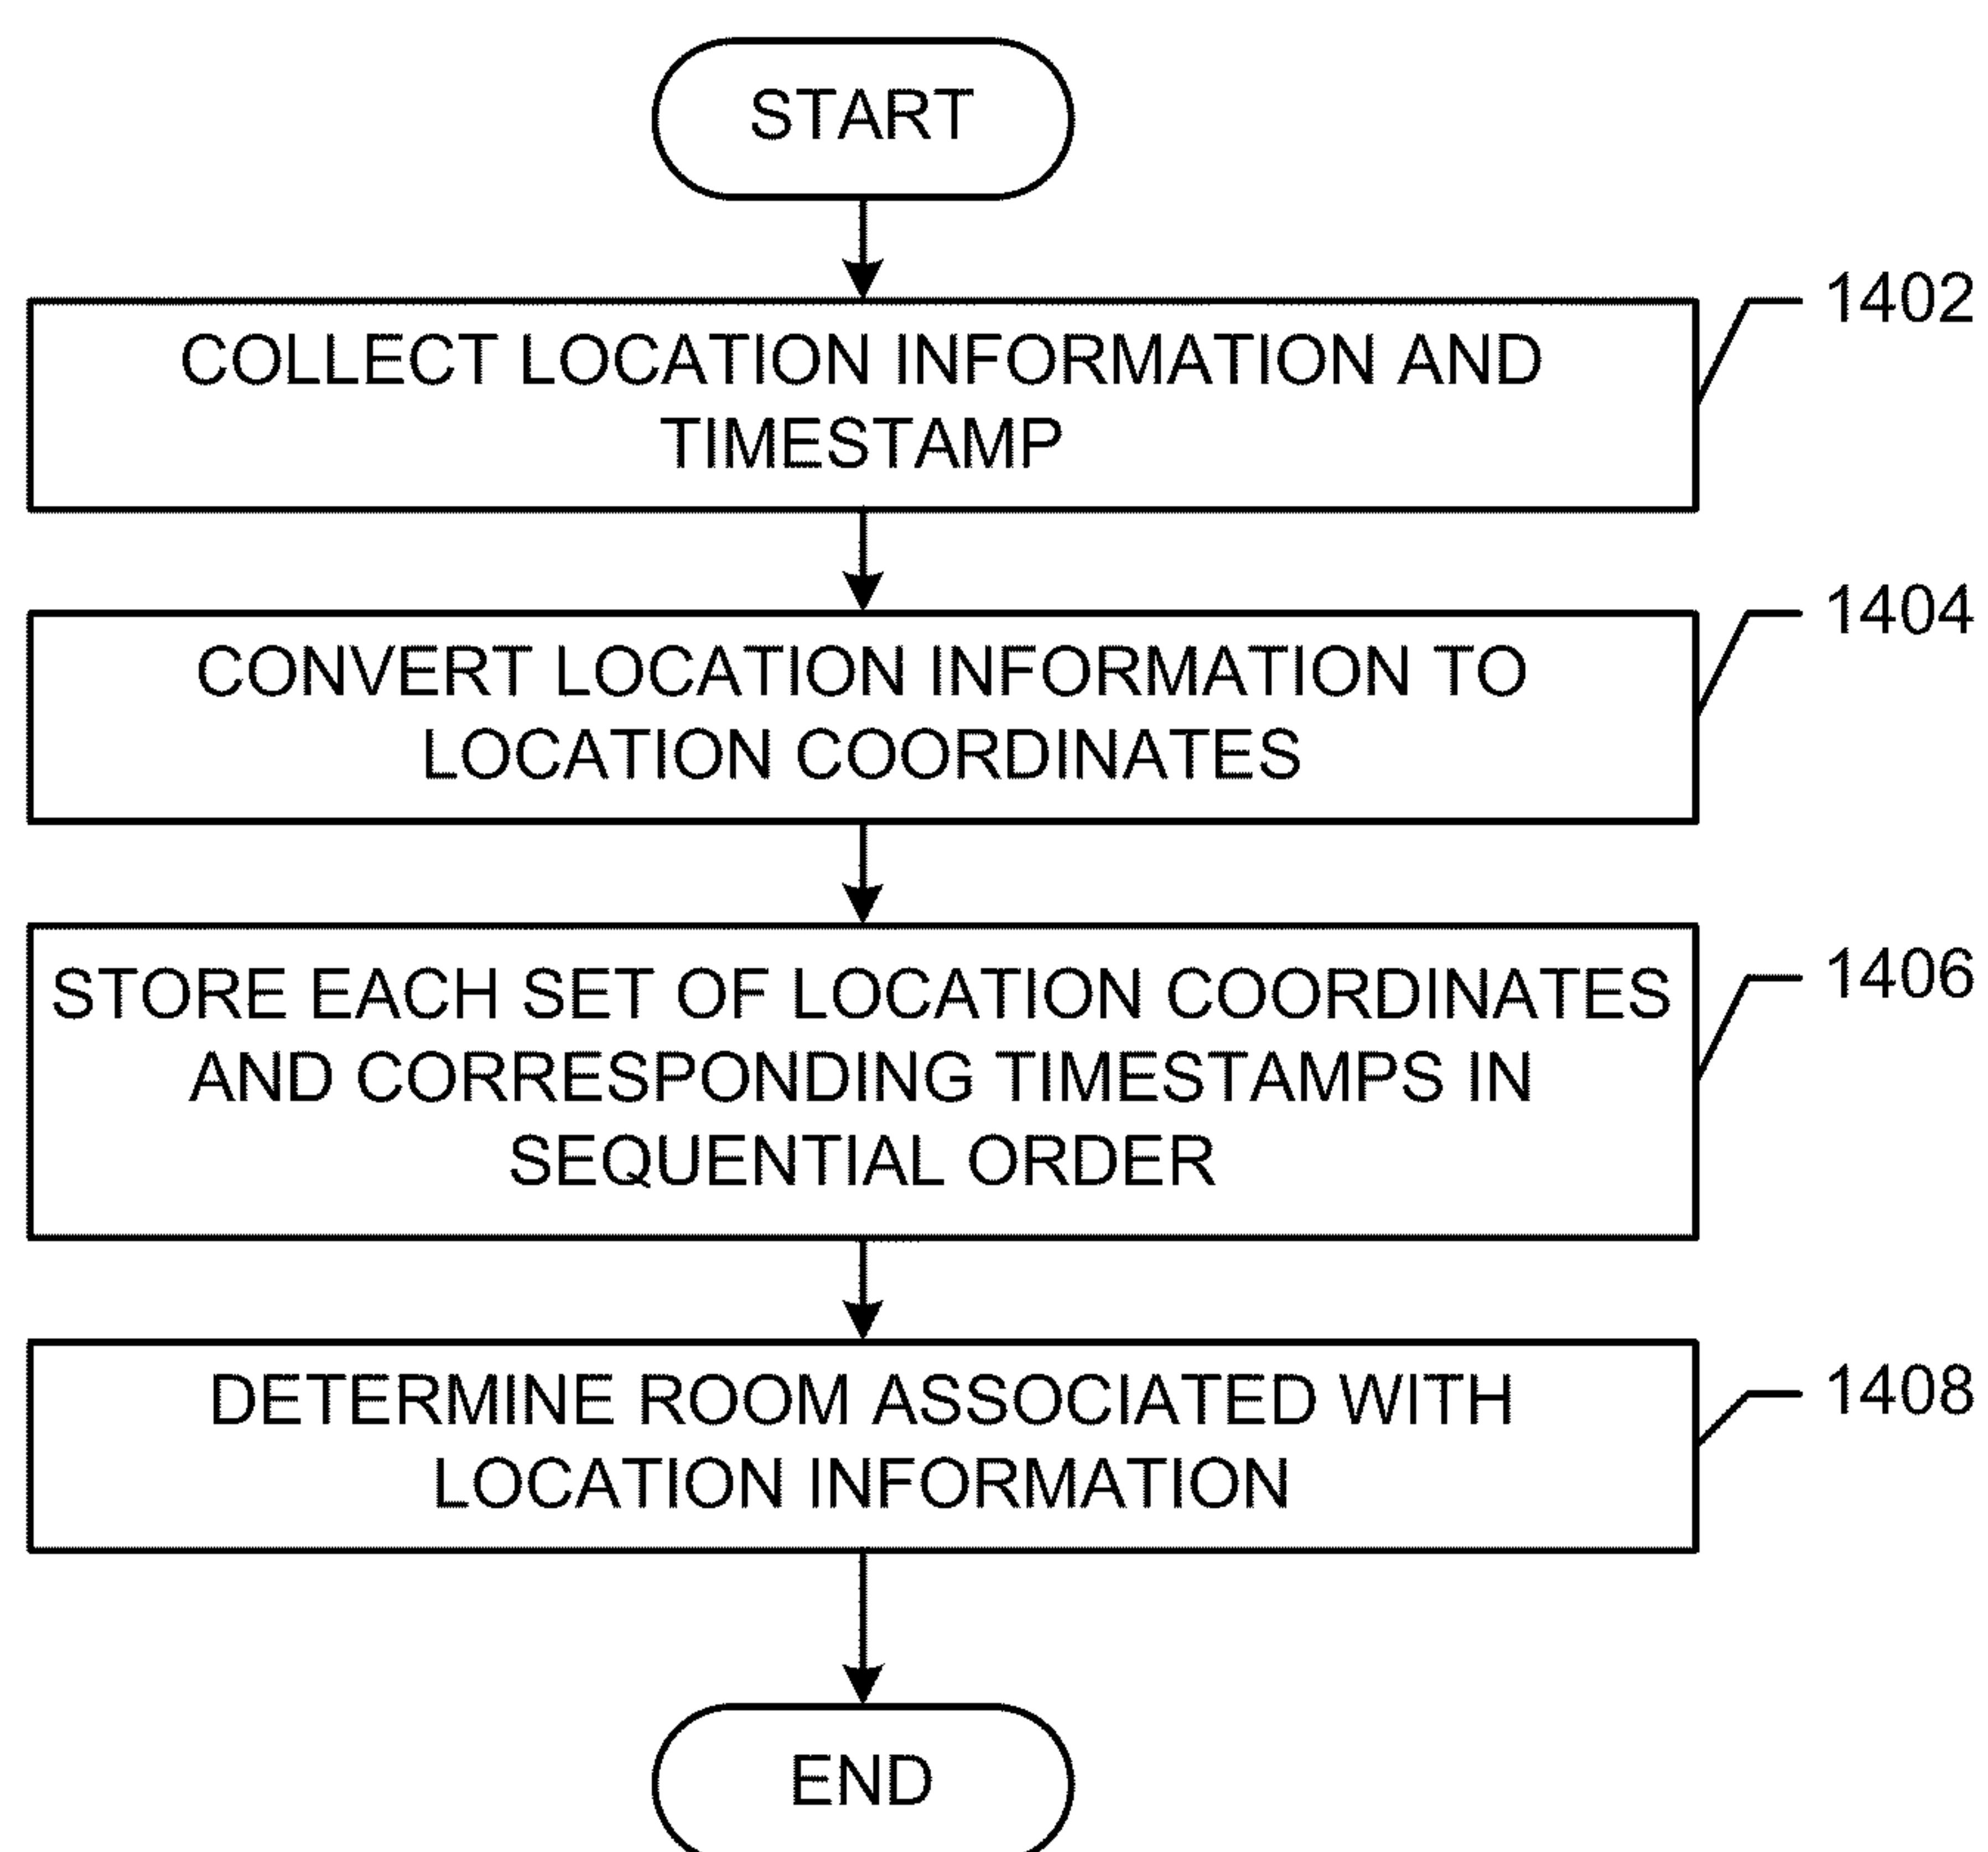 START
1402
COLLECT LOCATION INFORMATION AND
TIMESTAMP
1404
CONVERT LOCATION INFORMATION TO
LOCATION COORDINATES
1406
STORE EACH SET OF LOCATION COORDINATES
AND CORRESPONDING TIMESTAMPS IN
SEQUENTIAL ORDER
1408
DETERMINE ROOM ASSOCIATED WITH
LOCATION INFORMATION
END